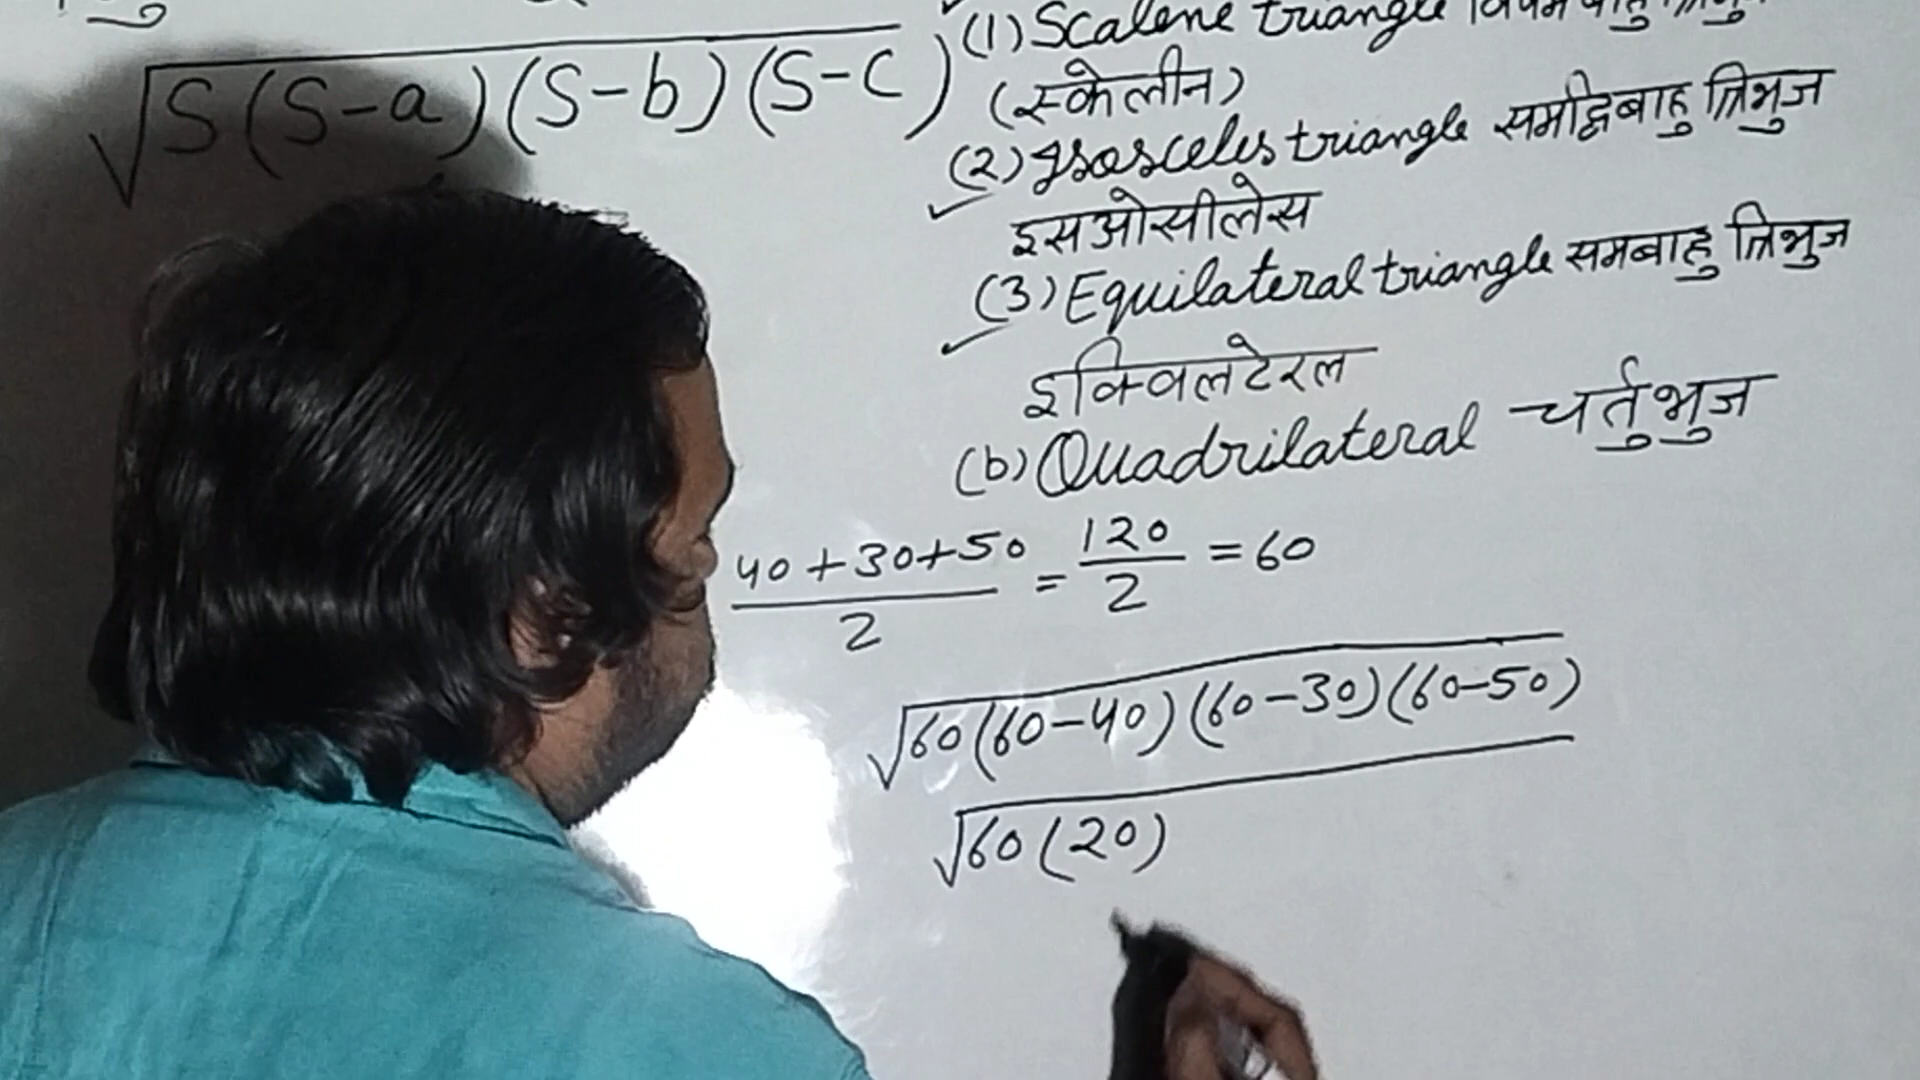 √S(S-a)(S-b)(S-c)
(1) Scalene triangle विषमबाहु त्रिभुज
(स्केलीन)
(2) Isosceles triangle समद्विबाहु त्रिभुज
इसओसीलेस
(3) Equilateral triangle समबाहु त्रिभुज
इक्विलटेरल
(b) Quadrilateral चर्तुभुज
40+30+50/2 = 120/2 = 60
√60(60-40)(60-30)(60-50)
√60(20)